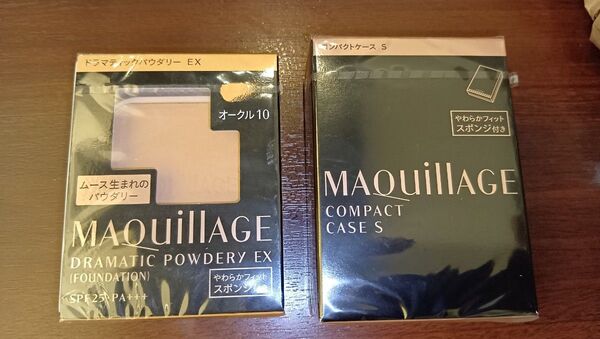 ドラマティックパウダリー EX
オークル10
ムース生まれの
パウダリー
MAQuillAGE
DRAMATIC POWDERY EX
(FOUNDATION)
やわらかフィット
スポンジ付き
SPF25・PA+++
コンパクトケース S
やわらかフィット
スポンジ付き
MAQuillAGE
COMPACT
CASE S